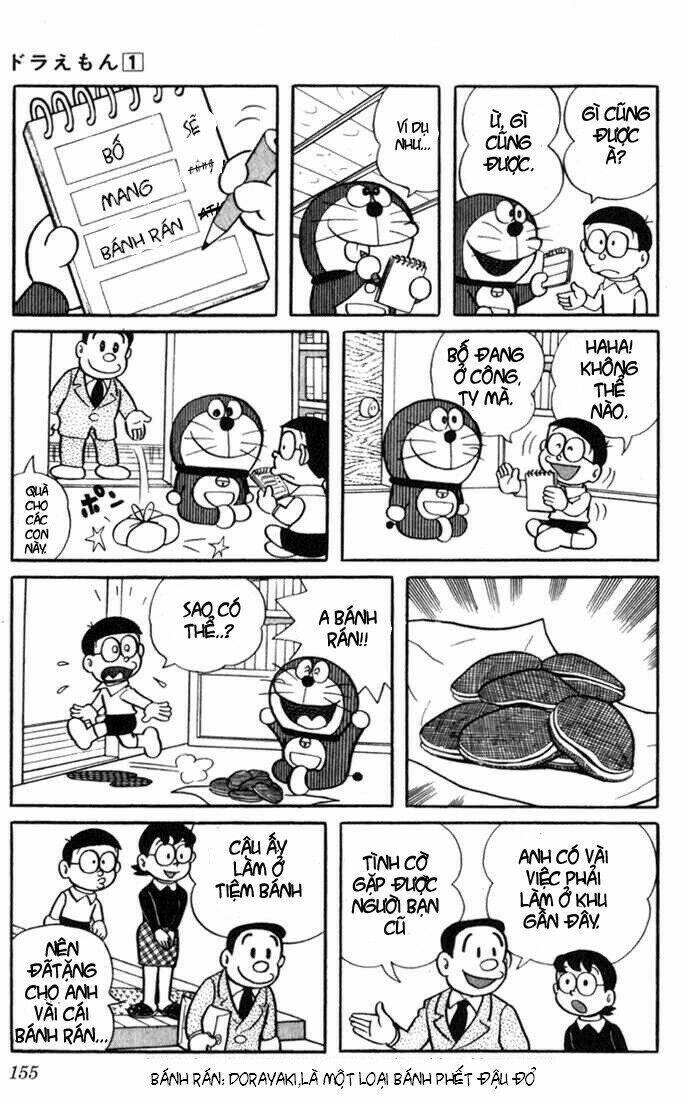 ドラえもん1
GÌ CŨNG
ĐƯỢC
À?
Ừ, GÌ
CŨNG
ĐƯỢC.
VÍ DỤ
NHƯ...
BỐ
SẼ
MANG
BÁNH RÁN
HAHA!
KHÔNG
THỂ
NÀO.
BỐ ĐANG
Ở CÔNG
TY MÀ.
ポン
QUÀ
CHO
CÁC
CON
NÀY.
A BÁNH
RÁN!!
SAO CÓ
THỂ..?
ANH CÓ VÀI
VIỆC PHẢI
LÀM Ở KHU
GẦN ĐÂY.
TÌNH CỜ
GẶP ĐƯỢC
NGƯỜI BẠN
CŨ
CẬU ẤY
LÀM Ở
TIỆM BÁNH
NÊN
ĐÃTẶNG
CHO ANH
VÀI CÁI
BÁNH RÁN...
155
BÁNH RÁN: DORAYAKI,LÀ MỘT LOẠI BÁNH PHẾT ĐẬU ĐỎ